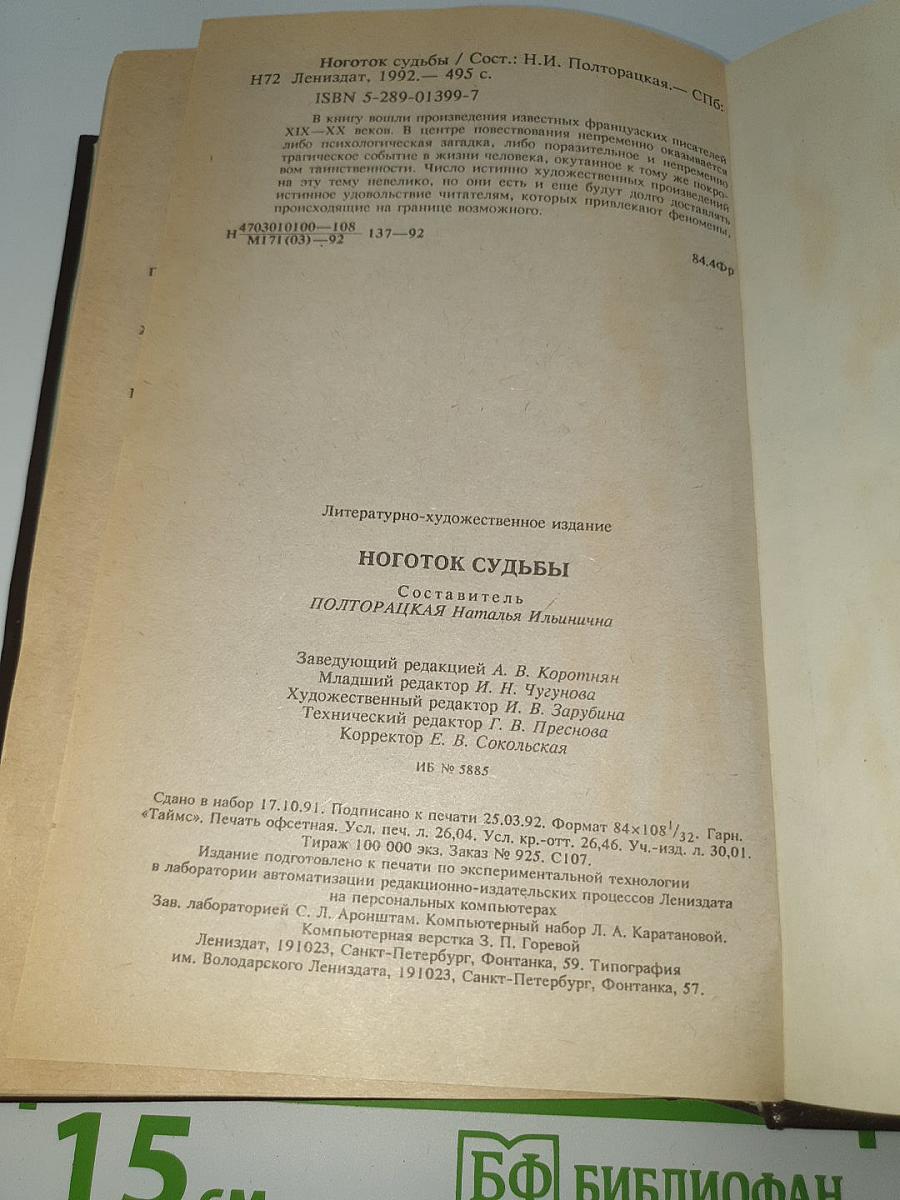 Ноготок судьбы / Сост.: Н.И. Полторацкая.— СПб:
Н72 Лениздат, 1992.— 495 с.
ISBN 5-289-01399-7
В книгу вошли произведения известных французских писателей
XIX—XX веков. В центре повествования непременно оказывается
либо психологическая загадка, либо поразительное и непременно
трагическое событие в жизни человека, окутанное к тому же покро-
вом таинственности. Число истинно художественных произведений
на эту тему невелико, но они есть и еще будут долго доставлять
истинное удовольствие читателям, которых привлекают феномены,
происходящие на границе возможного.
Н 4703010100—108
М171(03)—92 137—92
84.4Фр
Литературно-художественное издание
НОГОТОК СУДЬБЫ
Составитель
ПОЛТОРАЦКАЯ Наталья Ильинична
Заведующий редакцией А. В. Коротнян
Младший редактор И. Н. Чугунова
Художественный редактор И. В. Зарубина
Технический редактор Г. В. Преснова
Корректор Е. В. Сокольская
ИБ № 5885
Сдано в набор 17.10.91. Подписано к печати 25.03.92. Формат 84×108 1/32. Гарн.
«Таймс». Печать офсетная. Усл. печ. л. 26,04. Усл. кр.-отт. 26,46. Уч.-изд. л. 30,01.
Тираж 100 000 экз. Заказ № 925. С107.
Издание подготовлено к печати по экспериментальной технологии
в лаборатории автоматизации редакционно-издательских процессов Лениздата
на персональных компьютерах
Зав. лабораторией С. Л. Аронштам. Компьютерный набор Л. А. Каратановой.
Компьютерная верстка З. П. Горевой
Лениздат, 191023, Санкт-Петербург, Фонтанка, 59. Типография
им. Володарского Лениздата, 191023, Санкт-Петербург, Фонтанка, 57.
15 см
БФ БИБЛИОФАН